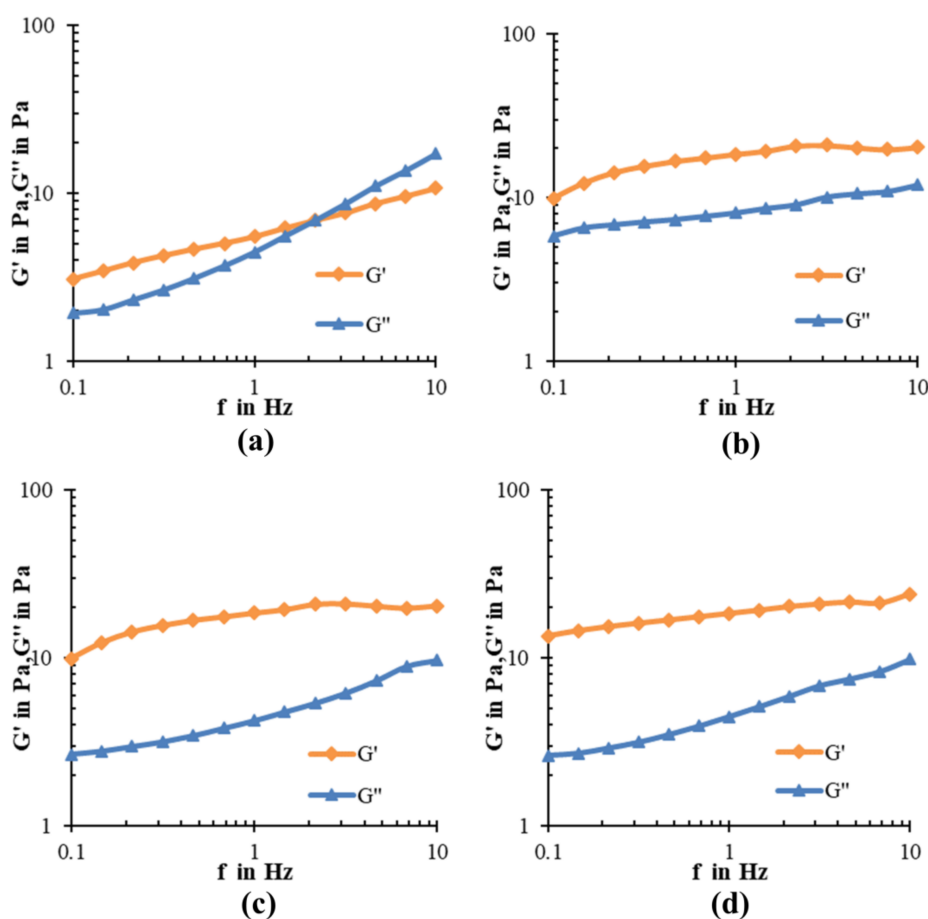 100
10
1
G' in Pa,G'' in Pa
G'
G''
0.1 1 10
f in Hz
(a)
100
10
1
G' in Pa,G'' in Pa
G'
G''
0.1 1 10
f in Hz
(b)
100
10
1
G' in Pa,G'' in Pa
G'
G''
0.1 1 10
f in Hz
(c)
100
10
1
G' in Pa,G'' in Pa
G'
G''
0.1 1 10
f in Hz
(d)